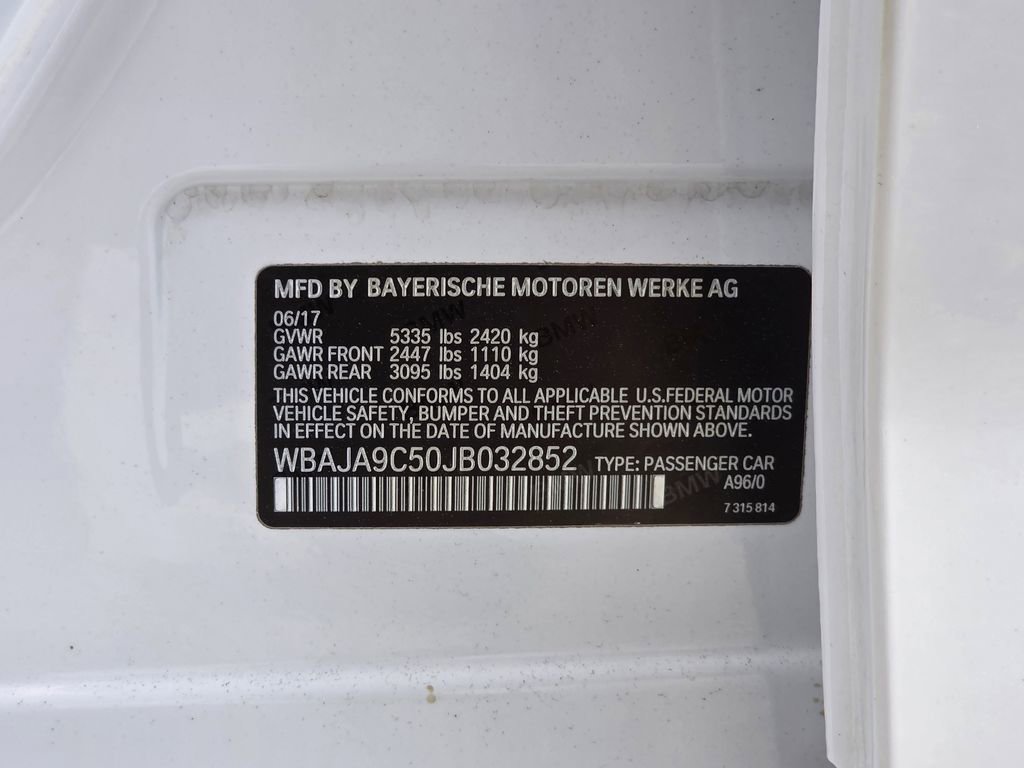 MFD BY BAYERISCHE MOTOREN WERKE AG
06/17
GVWR 5335 lbs 2420 kg
GAWR FRONT 2447 lbs 1110 kg
GAWR REAR 3095 lbs 1404 kg
THIS VEHICLE CONFORMS TO ALL APPLICABLE U.S.FEDERAL MOTOR
VEHICLE SAFETY, BUMPER AND THEFT PREVENTION STANDARDS
IN EFFECT ON THE DATE OF MANUFACTURE SHOWN ABOVE.
WBAJA9C50JB032852 TYPE: PASSENGER CAR
A96/0
7 315 814
BMW
BMW
BMW